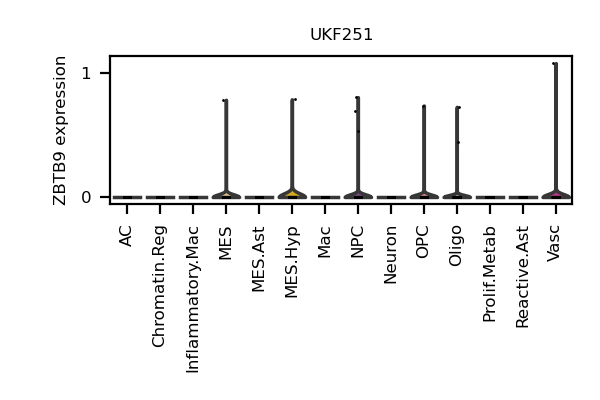 UKF251
ZBTB9 expression
1
0
AC
Chromatin.Reg
Inflammatory.Mac
MES
MES.Ast
MES.Hyp
Mac
NPC
Neuron
OPC
Oligo
Prolif.Metab
Reactive.Ast
Vasc